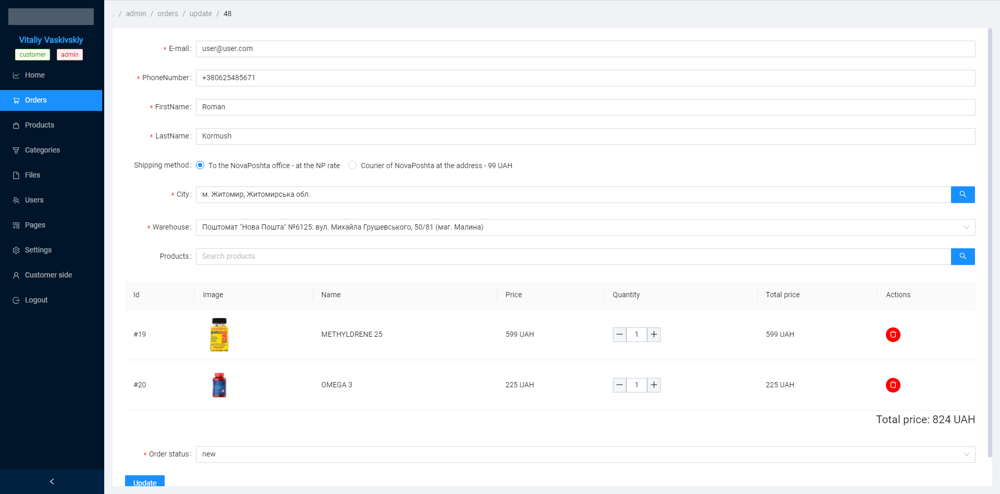 Vitaliy Vaskivskiy
customer admin
Home
Orders
Products
Categories
Files
Users
Pages
Settings
Customer side
Logout
. / admin / orders / update / 48
* E-mail: user@user.com
* PhoneNumber: +380625485671
* FirstName: Roman
* LastName: Kormush
Shipping method: To the NovaPoshta office - at the NP rate Courier of NovaPoshta at the address - 99 UAH
* City: м. Житомир, Житомирська обл.
* Warehouse: Поштомат "Нова Пошта" №6125: вул. Михайла Грушевського, 50/81 (маг. Малина)
Products: Search products
Id Image Name Price Quantity Total price Actions
#19 METHYLDRENE 25 599 UAH 1 599 UAH
#20 OMEGA 3 225 UAH 1 225 UAH
Total price: 824 UAH
* Order status: new
Update